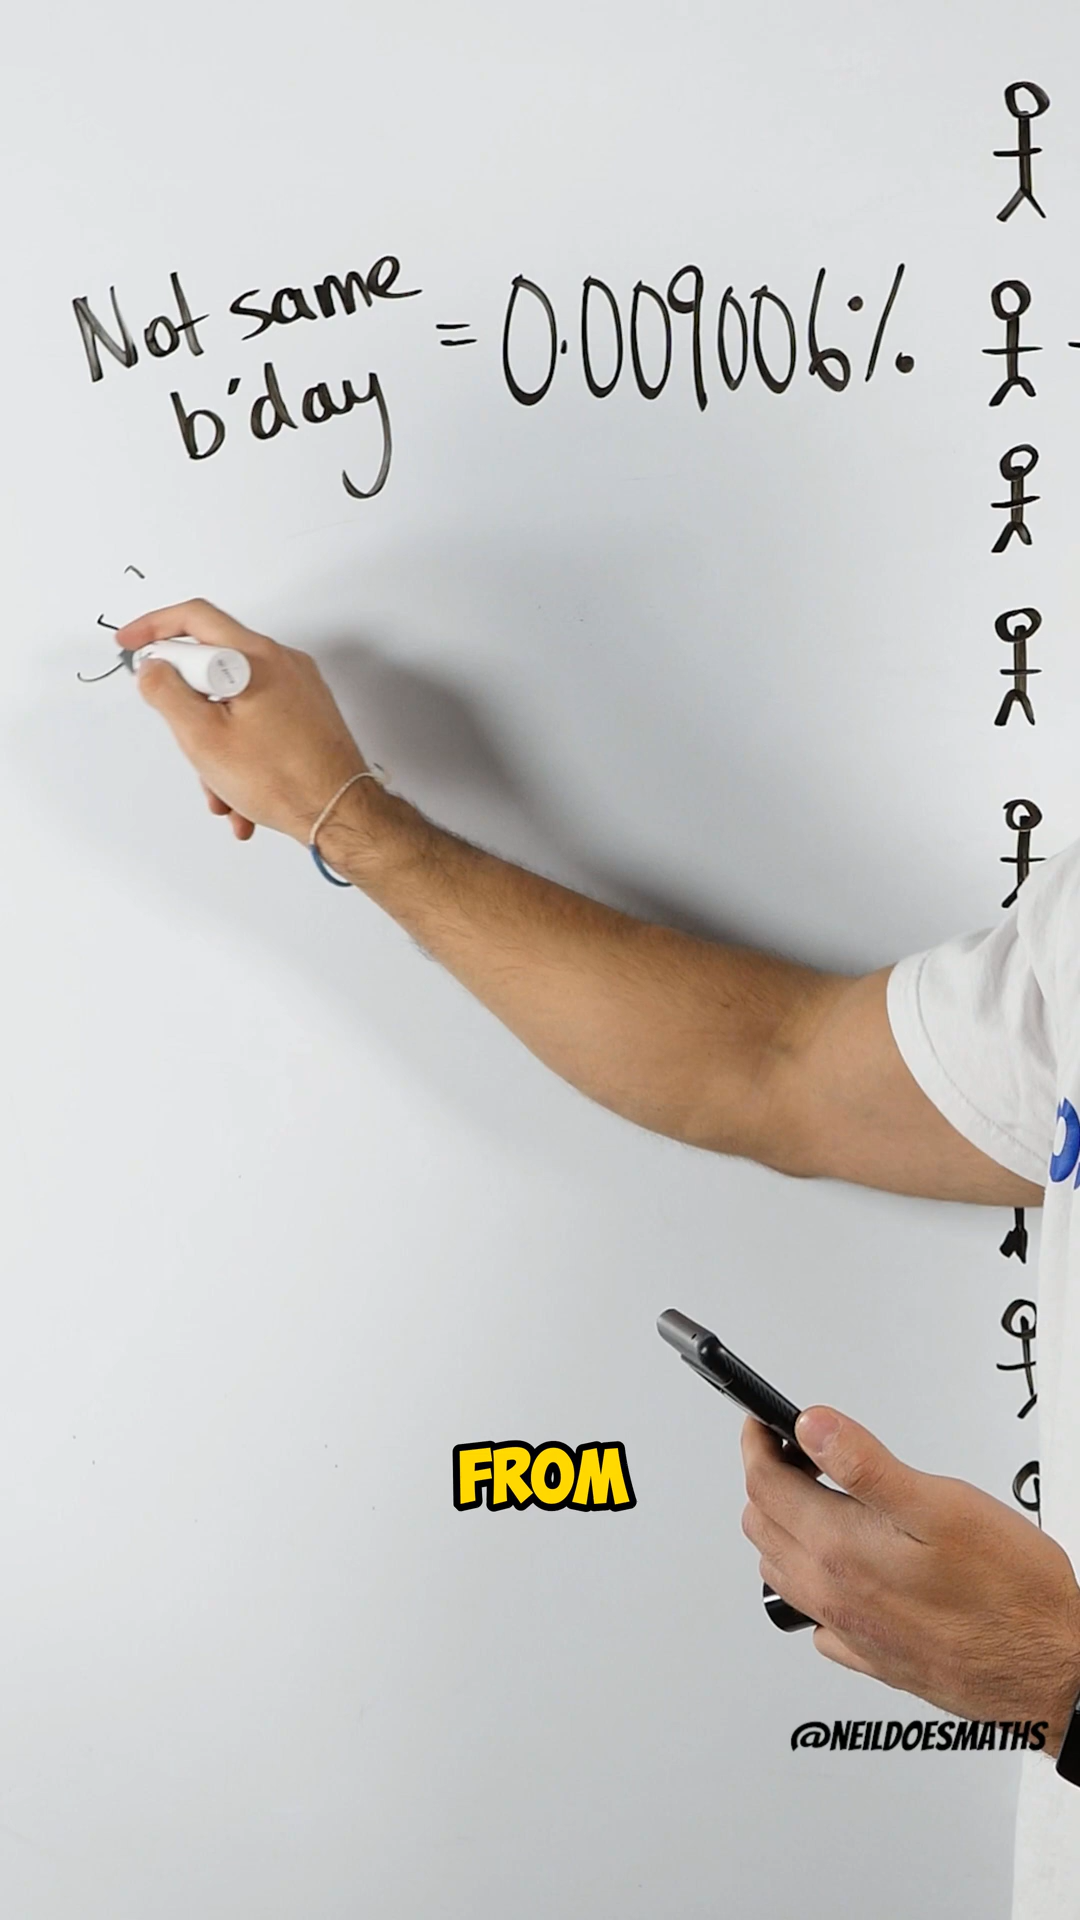 Not same
b'day
= 0.009006%
FROM
@NEILDOESMATHS